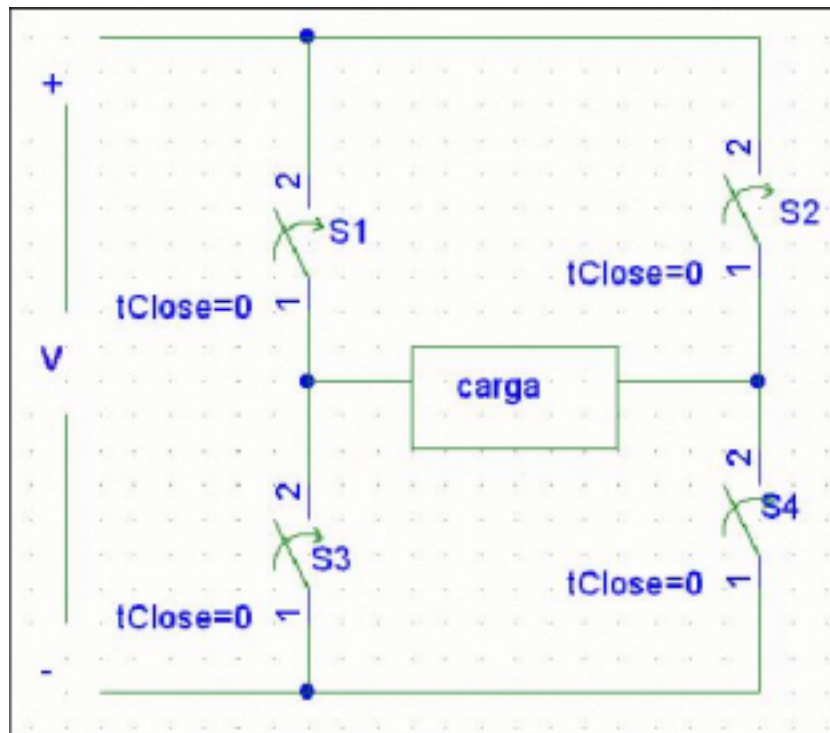 +
2
2
S1
S2
tClose=0
1
tClose=0
1
V
carga
2
2
S3
S4
tClose=0
1
tClose=0
1
-